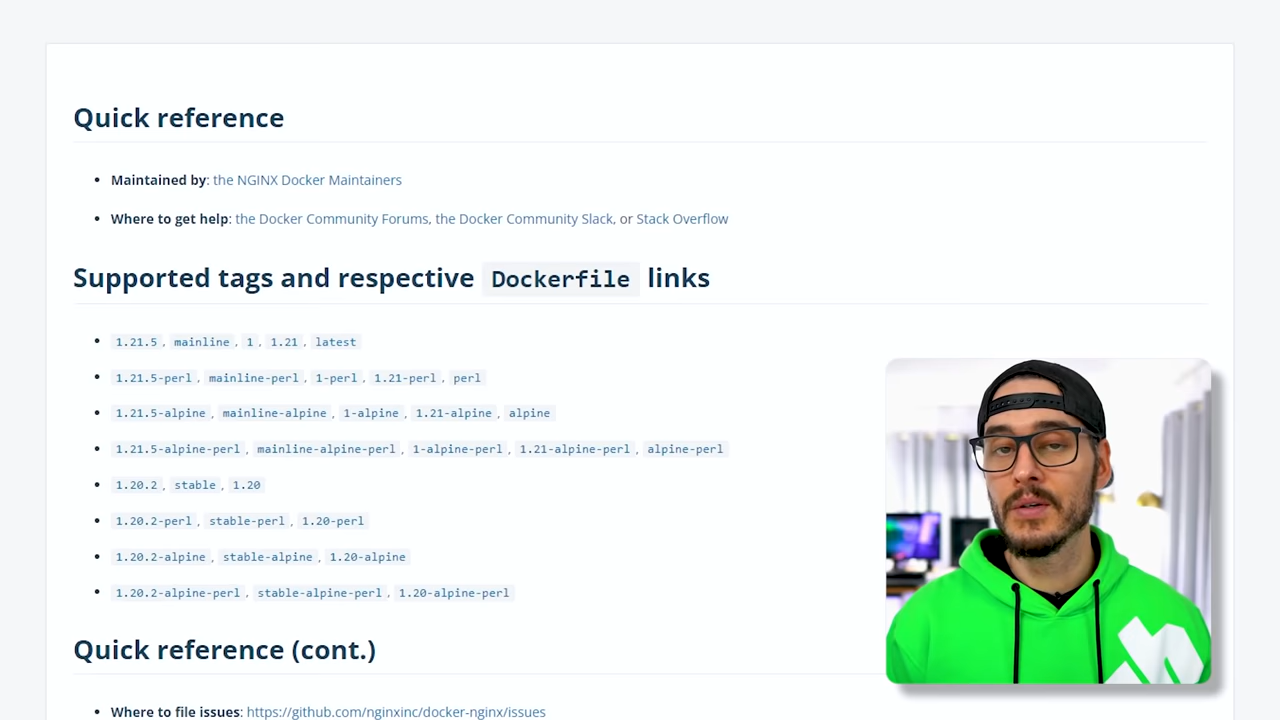 Quick reference
Maintained by: the NGINX Docker Maintainers
Where to get help: the Docker Community Forums, the Docker Community Slack, or Stack Overflow
Supported tags and respective Dockerfile links
1.21.5, mainline, 1, 1.21, latest
1.21.5-perl, mainline-perl, 1-perl, 1.21-perl, perl
1.21.5-alpine, mainline-alpine, 1-alpine, 1.21-alpine, alpine
1.21.5-alpine-perl, mainline-alpine-perl, 1-alpine-perl, 1.21-alpine-perl, alpine-perl
1.20.2, stable, 1.20
1.20.2-perl, stable-perl, 1.20-perl
1.20.2-alpine, stable-alpine, 1.20-alpine
1.20.2-alpine-perl, stable-alpine-perl, 1.20-alpine-perl
Quick reference (cont.)
Where to file issues: https://github.com/nginxinc/docker-nginx/issues